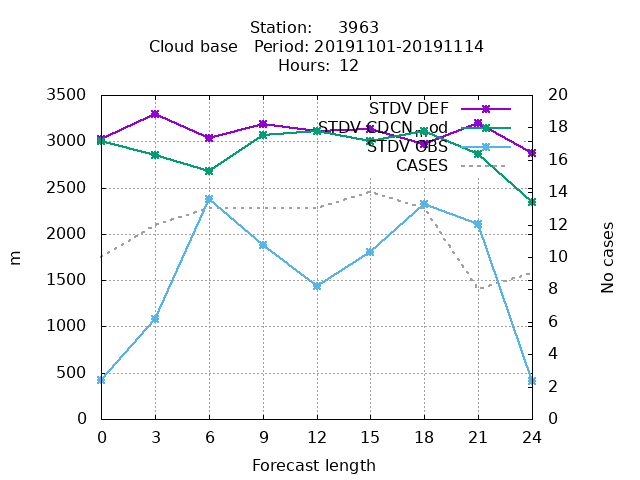 Station: 3963
Cloud base Period: 20191101-20191114
Hours: 12
3500 20
STDV DEF
3000 18
STDV CDCN_nod
STDV OBS
16
CASES
2500 14
2000 12
m
No cases
1500 10
8
1000 6
4
500 2
0 0
0 3 6 9 12 15 18 21 24
Forecast length